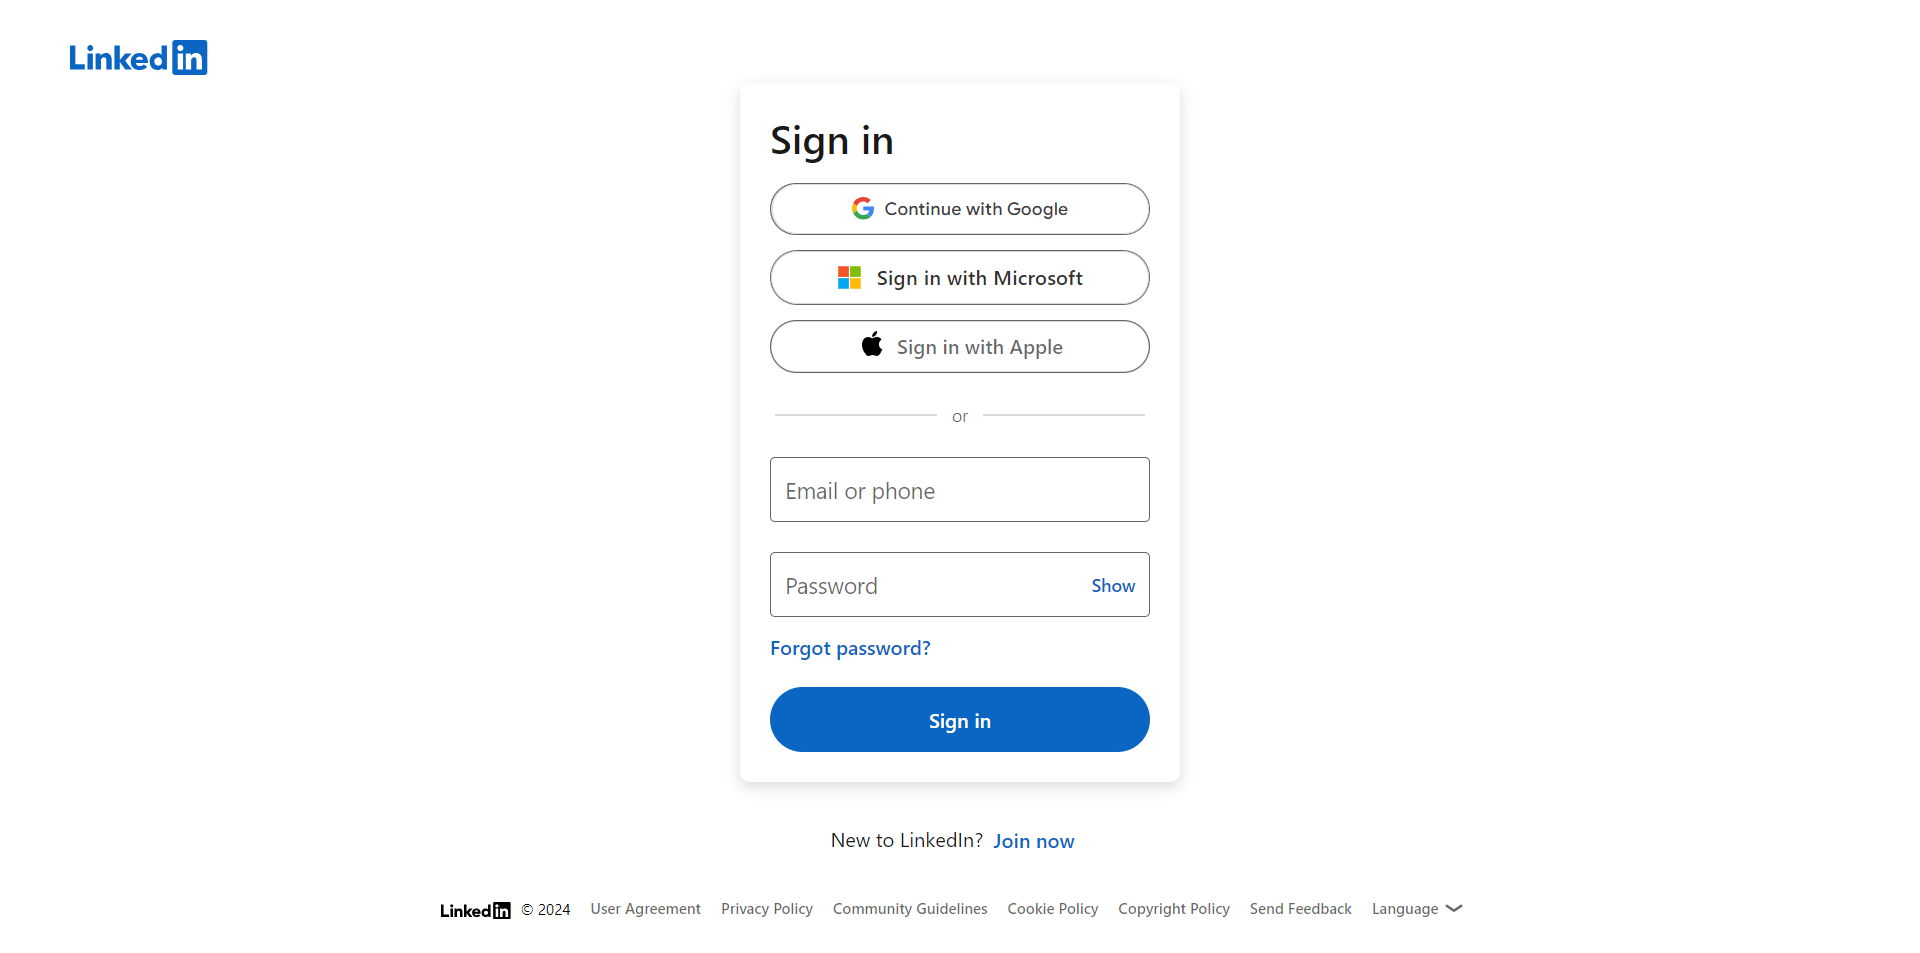 Linkedin
Sign in
Continue with Google
Sign in with Microsoft
Sign in with Apple
or
Email or phone
Password Show
Forgot password?
Sign in
New to LinkedIn? Join now
Linkedin © 2024 User Agreement Privacy Policy Community Guidelines Cookie Policy Copyright Policy Send Feedback Language